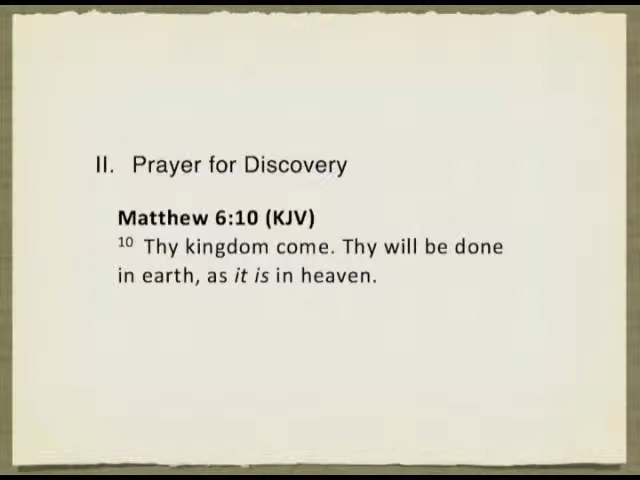 II. Prayer for Discovery
Matthew 6:10 (KJV)
10 Thy kingdom come. Thy will be done
in earth, as it is in heaven.